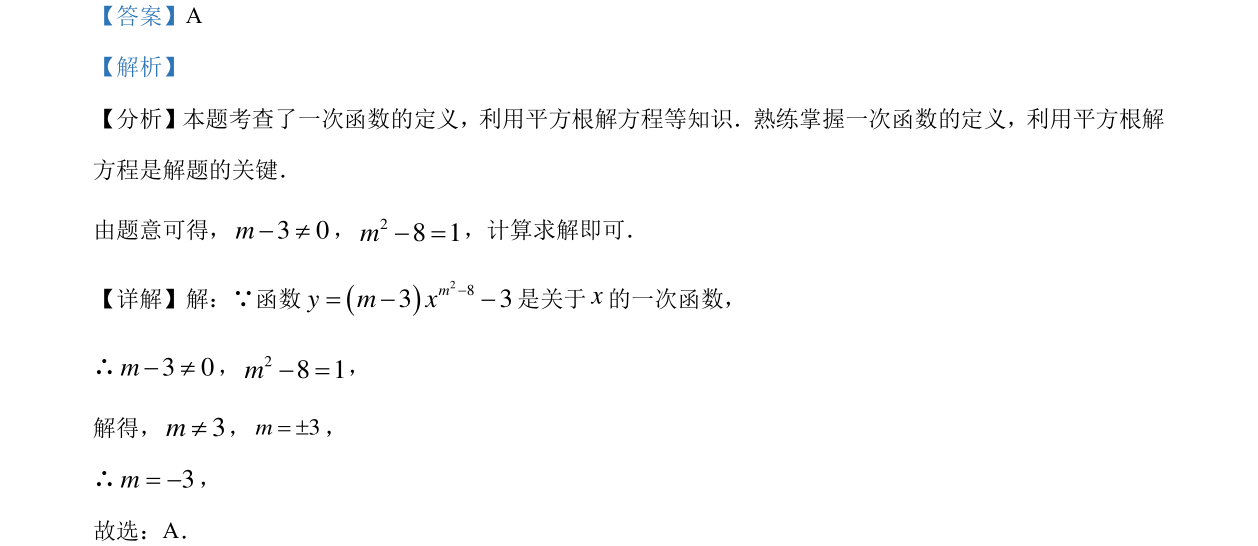 【答案】A
【解析】
【分析】本题考查了一次函数的定义，利用平方根解方程等知识．熟练掌握一次函数的定义，利用平方根解
方程是解题的关键．
由题意可得，m－3≠0，m²－8＝1，计算求解即可．
【详解】解：∵函数 y＝(m－3)x^{m²－8}－3 是关于 x 的一次函数，
∴m－3≠0，m²－8＝1，
解得，m≠3，m＝±3，
∴m＝－3，
故选：A．